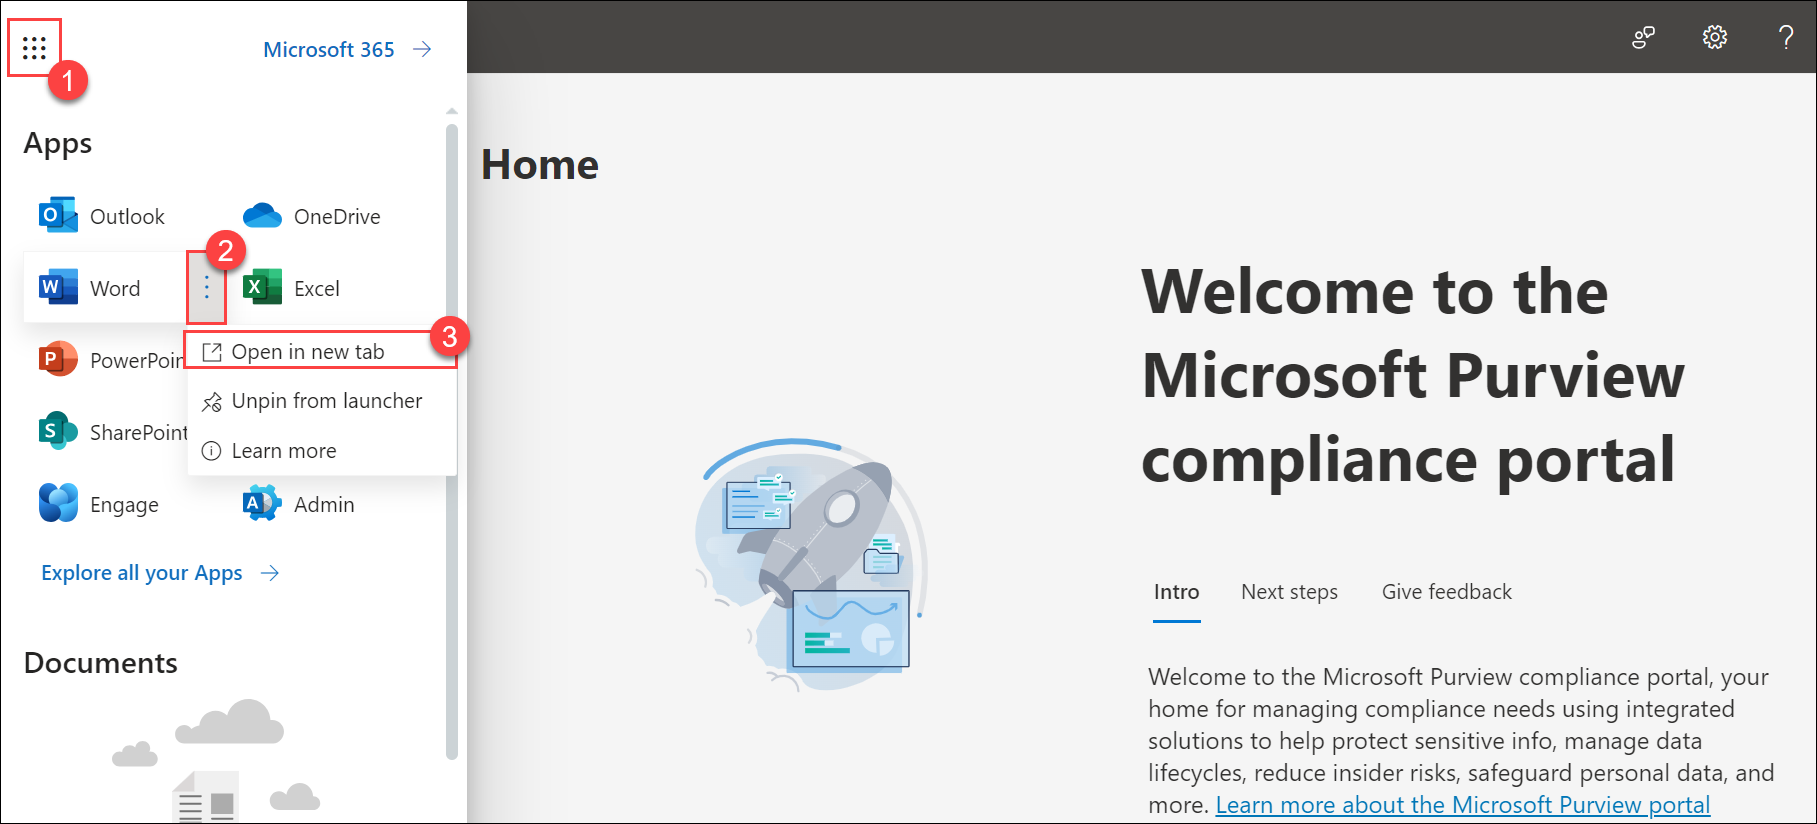 Microsoft 365
1
Apps
Outlook
OneDrive
2
Word
Excel
3
Open in new tab
PowerPoin
Unpin from launcher
SharePoint
Learn more
Engage
Admin
Explore all your Apps
Documents
?
Home
Welcome to the
Microsoft Purview
compliance portal
Intro
Next steps
Give feedback
Welcome to the Microsoft Purview compliance portal, your
home for managing compliance needs using integrated
solutions to help protect sensitive info, manage data
lifecycles, reduce insider risks, safeguard personal data, and
more. Learn more about the Microsoft Purview portal